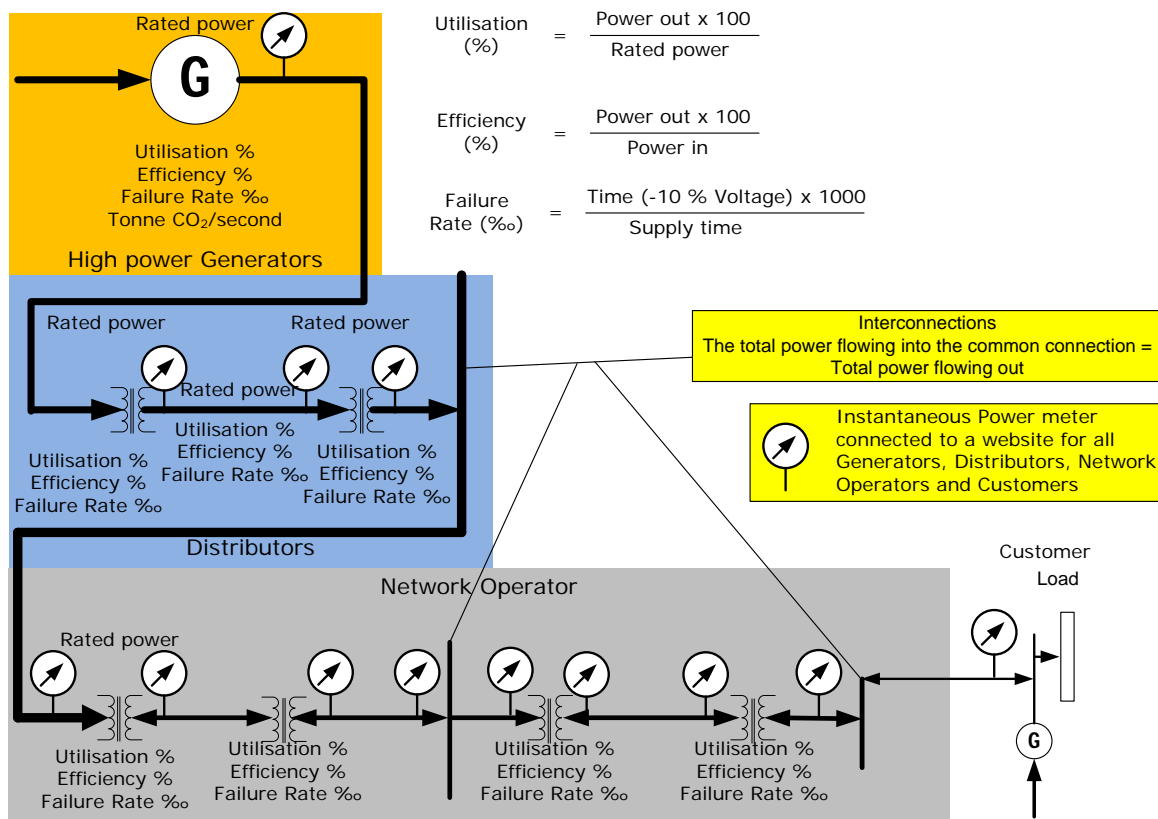 Rated power
G
Utilisation %
Efficiency %
Failure Rate ‰
Tonne CO₂/second
High power Generators
Utilisation
(%)
=
Power out x 100
Rated power
Efficiency
(%)
=
Power out x 100
Power in
Failure
Rate (‰)
=
Time (-10 % Voltage) x 1000
Supply time
Rated power
Rated power
Rated power
Utilisation %
Efficiency %
Failure Rate ‰
Utilisation %
Efficiency %
Failure Rate ‰
Utilisation %
Efficiency %
Failure Rate ‰
Distributors
Interconnections
The total power flowing into the common connection =
Total power flowing out
Instantaneous Power meter
connected to a website for all
Generators, Distributors, Network
Operators and Customers
Network Operator
Rated power
Utilisation %
Efficiency %
Failure Rate ‰
Utilisation %
Efficiency %
Failure Rate ‰
Utilisation %
Efficiency %
Failure Rate ‰
Utilisation %
Efficiency %
Failure Rate ‰
Customer
Load
G